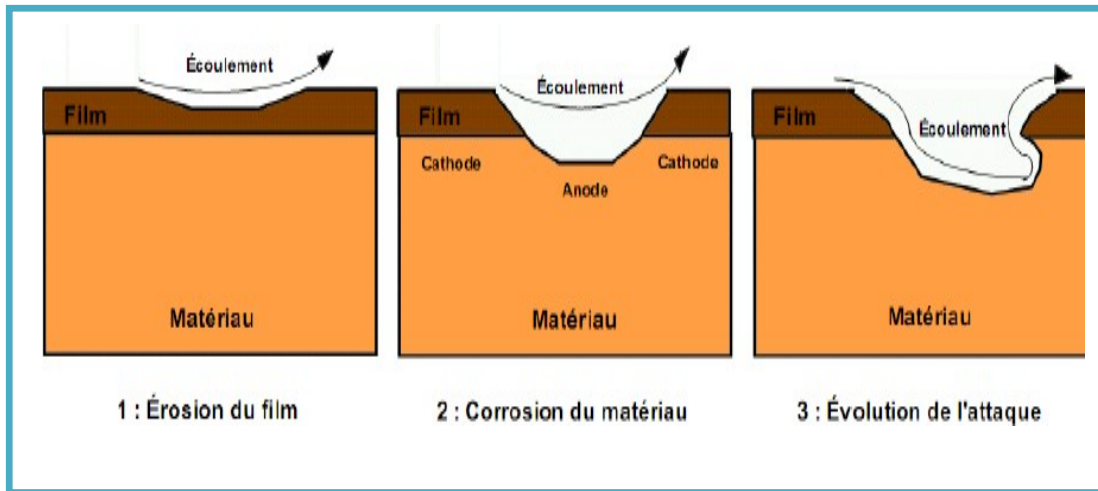 Écoulement
Film
Matériau
1 : Érosion du film
Écoulement
Film
Cathode
Cathode
Anode
Matériau
2 : Corrosion du matériau
Film
Écoulement
Matériau
3 : Évolution de l'attaque